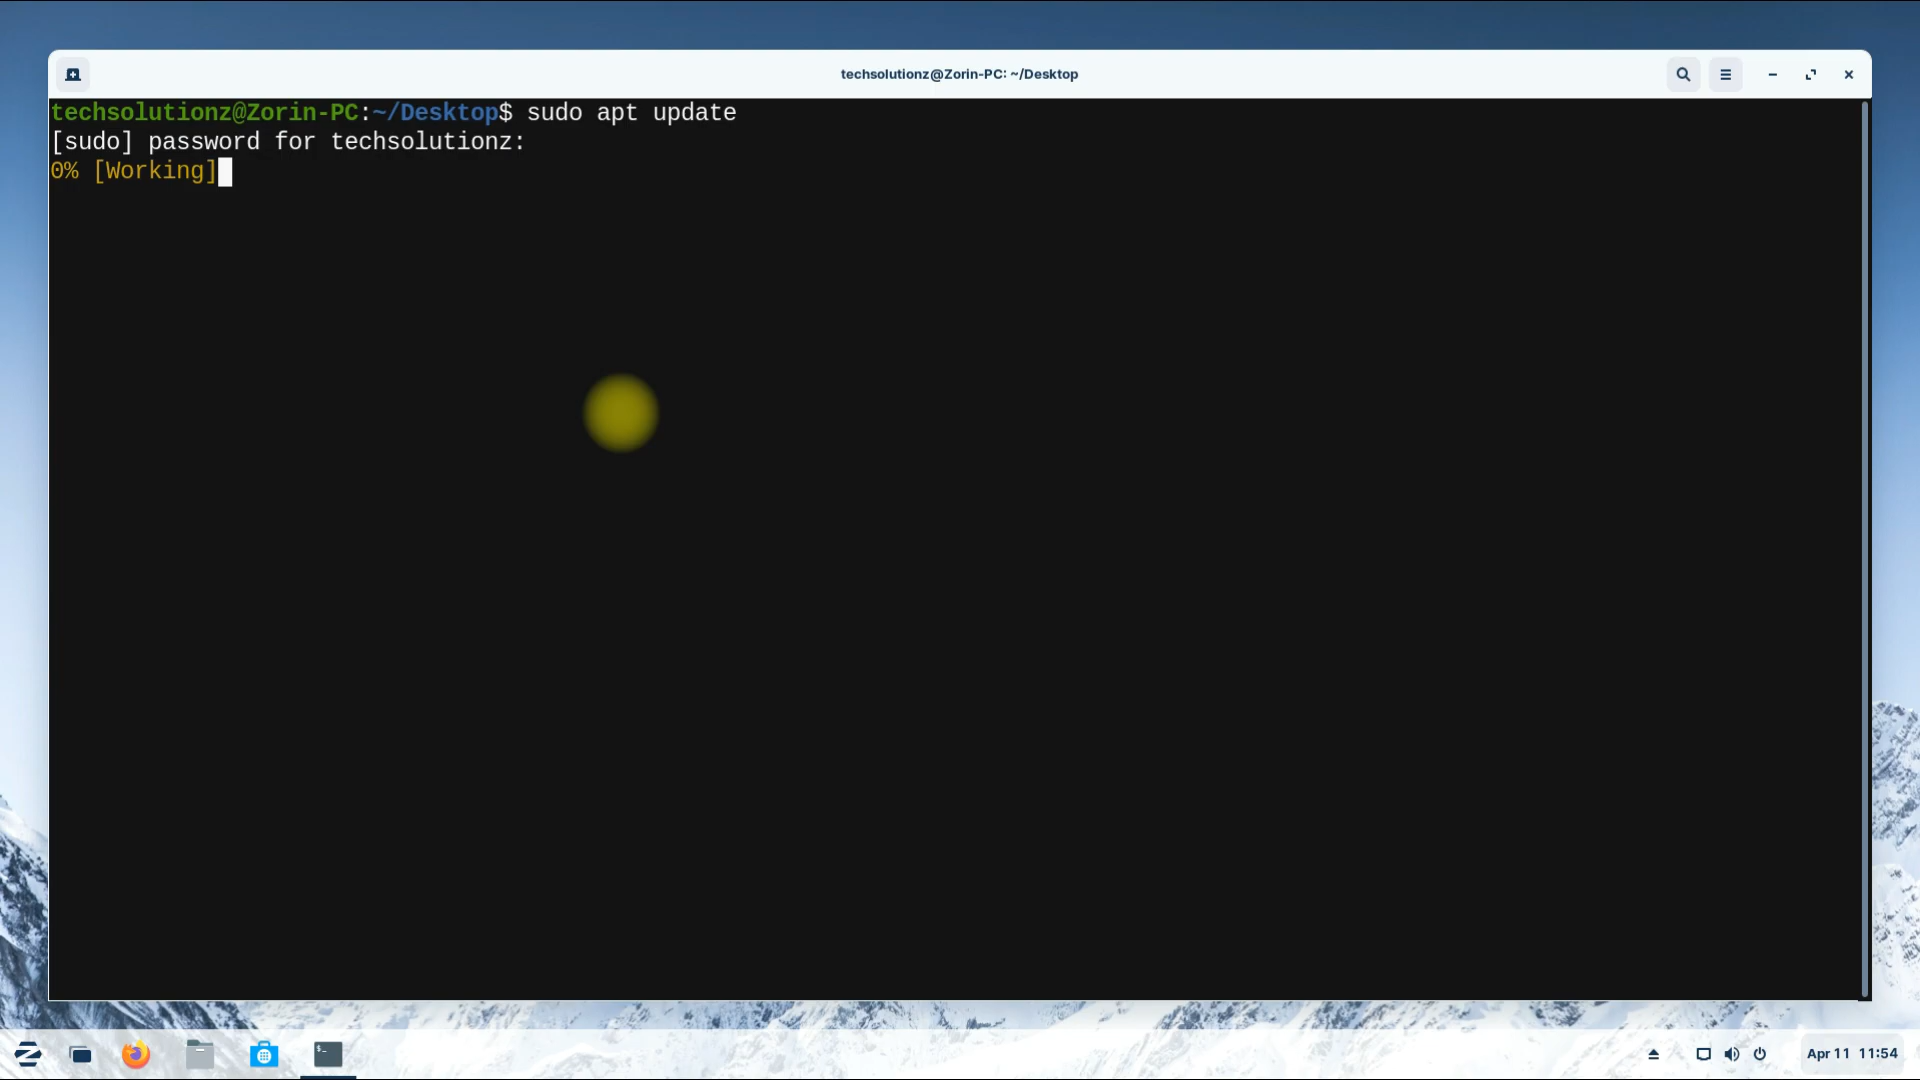 techsolutionz@Zorin-PC: ~/Desktop
techsolutionz@Zorin-PC:~/Desktop$ sudo apt update
[sudo] password for techsolutionz:
0% [Working]
$_
Apr 11 11:54